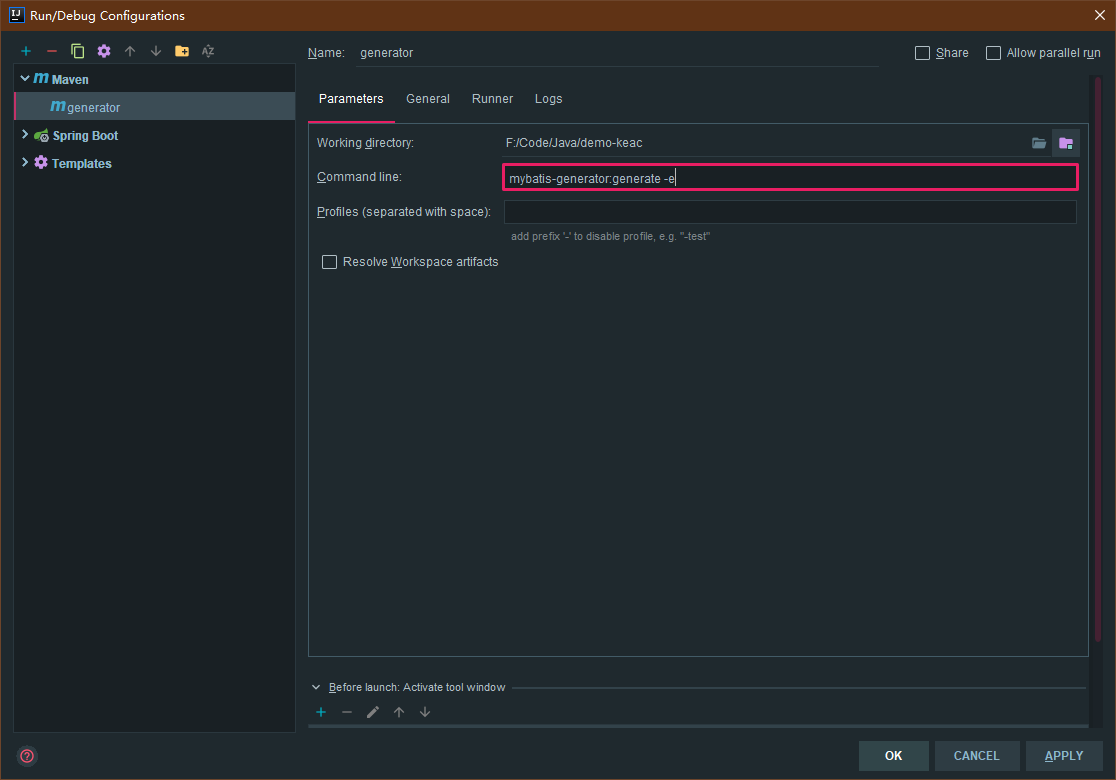 Run/Debug Configurations
Name: generator
Share
Allow parallel run
Maven
generator
Spring Boot
Templates
Parameters General Runner Logs
Working directory: F:/Code/Java/demo-keac
Command line: mybatis-generator:generate -e
Profiles (separated with space):
add prefix '-' to disable profile, e.g. "-test"
Resolve Workspace artifacts
Before launch: Activate tool window
OK CANCEL APPLY